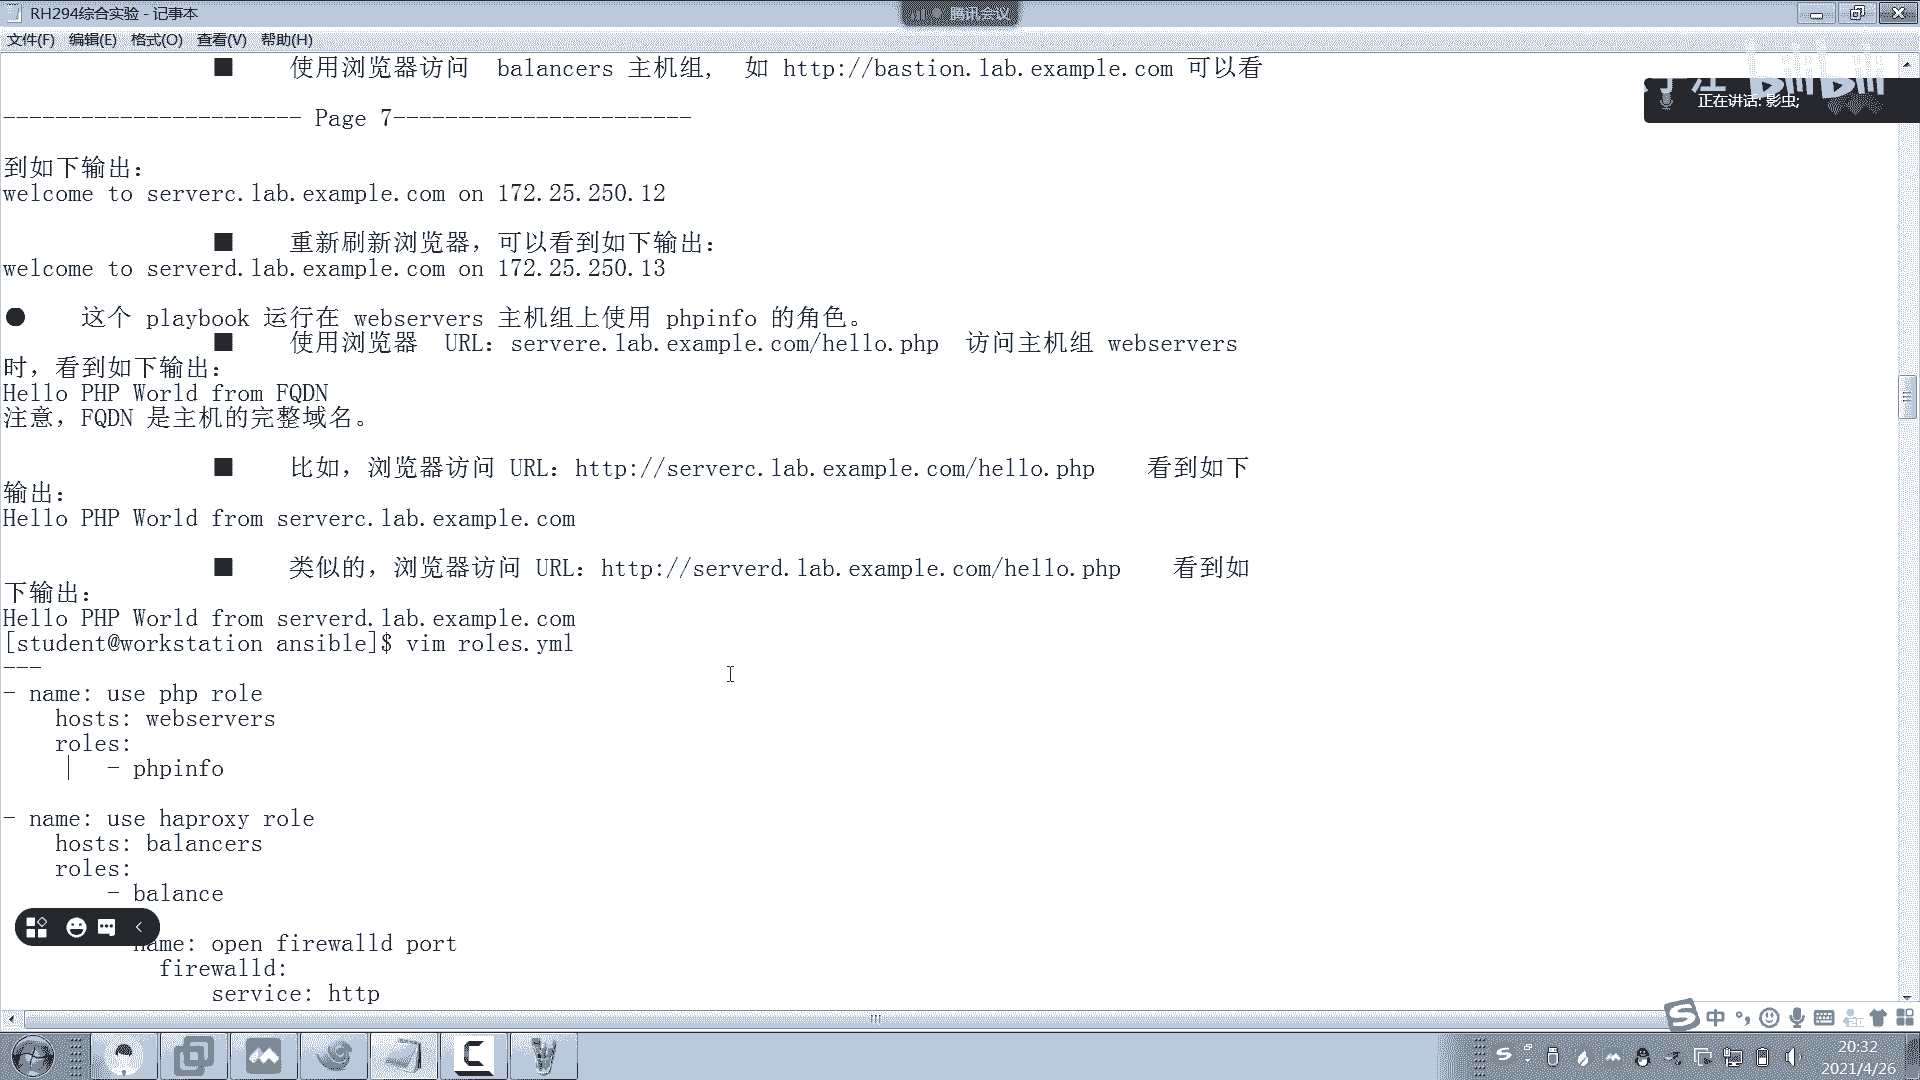 RH294综合实验 - 记事本
腾讯会议
文件(F) 编辑(E) 格式(O) 查看(V) 帮助(H)
■ 使用浏览器访问 balancers 主机组, 如 http://bastion.lab.example.com 可以看
bilibili
正在讲话: 影虫;
----------------------- Page 7-----------------------
到如下输出:
welcome to serverc.lab.example.com on 172.25.250.12
■ 重新刷新浏览器，可以看到如下输出:
welcome to serverd.lab.example.com on 172.25.250.13
● 这个 playbook 运行在 webservers 主机组上使用 phpinfo 的角色。
■ 使用浏览器 URL: servere.lab.example.com/hello.php 访问主机组 webservers
时，看到如下输出:
Hello PHP World from FQDN
注意，FQDN 是主机的完整域名。
■ 比如，浏览器访问 URL: http://serverc.lab.example.com/hello.php 看到如下
输出:
Hello PHP World from serverc.lab.example.com
■ 类似的，浏览器访问 URL: http://serverd.lab.example.com/hello.php 看到如
下输出:
Hello PHP World from serverd.lab.example.com
[student@workstation ansible]$ vim roles.yml
---
- name: use php role
hosts: webservers
roles:
- phpinfo
- name: use haproxy role
hosts: balancers
roles:
- balance
name: open firewalld port
firewalld:
service: http
中
20:32
2021/4/26